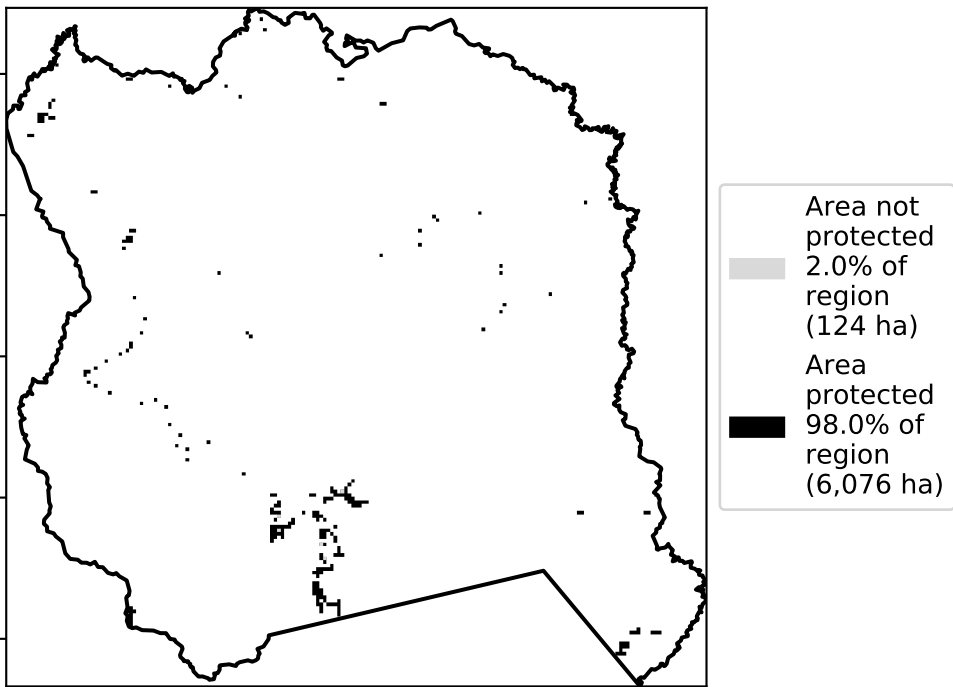 Area not
protected
2.0% of
region
(124 ha)
Area
protected
98.0% of
region
(6,076 ha)